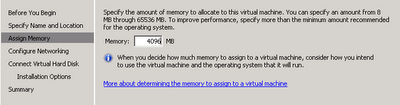 Before You Begin
Specify Name and Location
Assign Memory
Configure Networking
Connect Virtual Hard Disk
Installation Options
Summary
Specify the amount of memory to allocate to this virtual machine. You can specify an amount from 8
MB through 65536 MB. To improve performance, specify more than the minimum amount recommended
for the operating system.
Memory: 4096 MB
When you decide how much memory to assign to a virtual machine, consider how you intend
to use the virtual machine and the operating system that it will run.
More about determining the memory to assign to a virtual machine